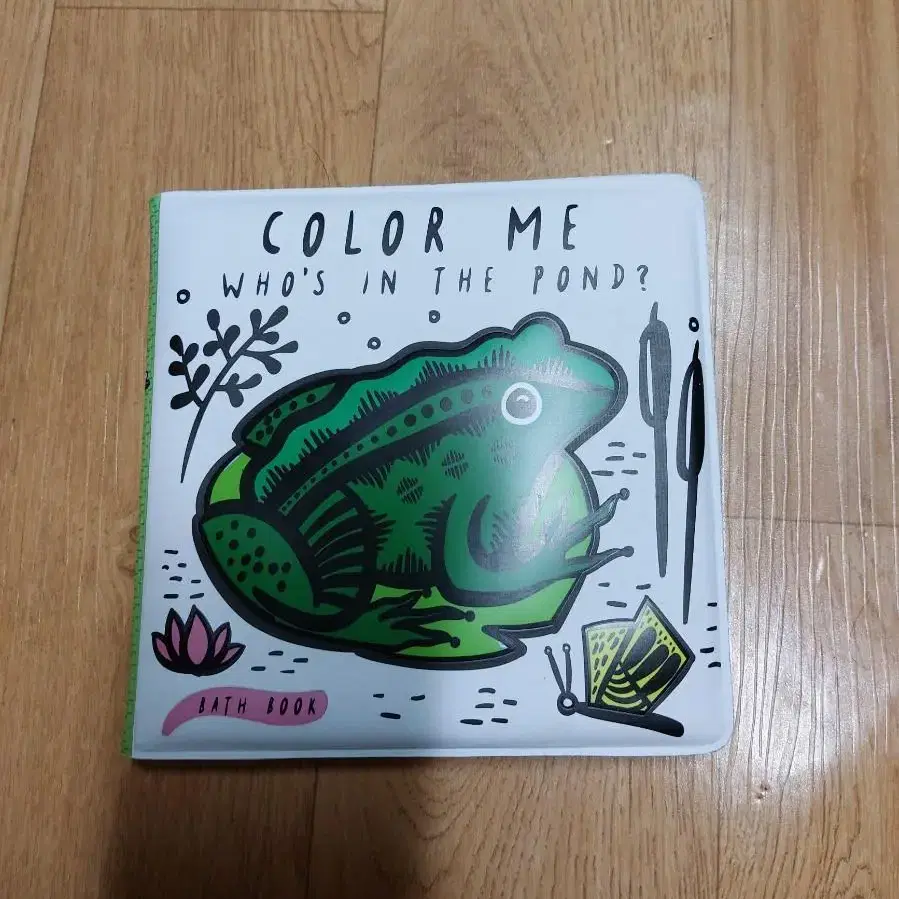 COLOR ME
WHO'S IN THE POND?
BATH BOOK